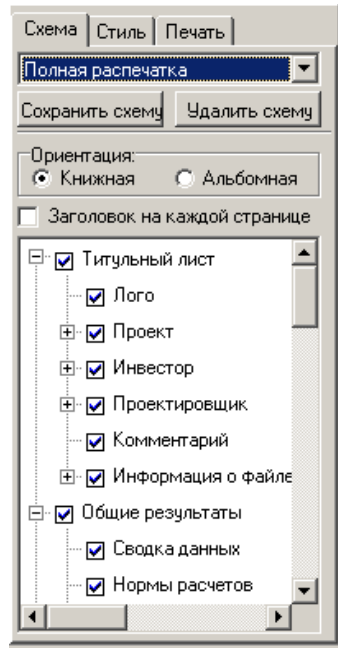 Схема Стиль Печать
Полная распечатка
Сохранить схему Удалить схему
Ориентация:
Книжная Альбомная
Заголовок на каждой странице
Титульный лист
Лого
Проект
Инвестор
Проектировщик
Комментарий
Информация о файле
Общие результаты
Сводка данных
Нормы расчетов